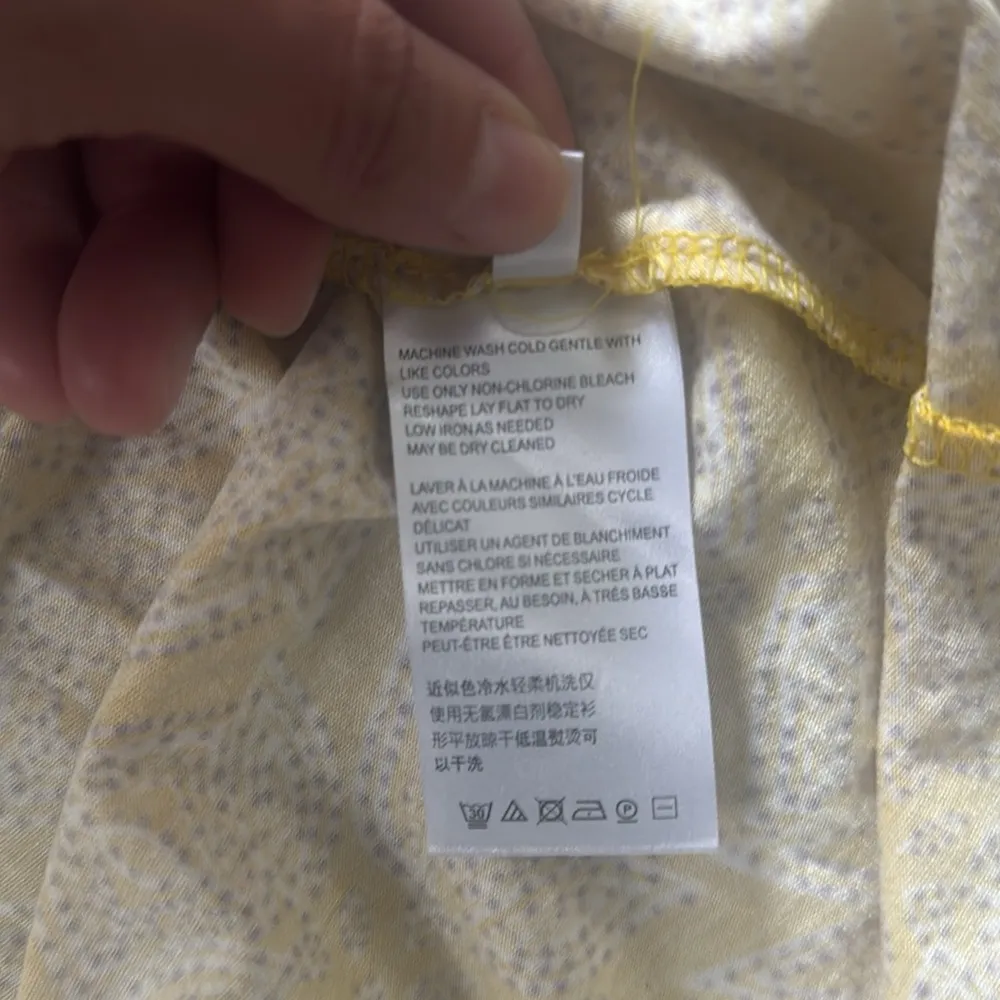 MACHINE WASH COLD GENTLE WITH
LIKE COLORS
USE ONLY NON-CHLORINE BLEACH
RESHAPE LAY FLAT TO DRY
LOW IRON AS NEEDED
MAY BE DRY CLEANED
LAVER À LA MACHINE À L'EAU FROIDE
AVEC COULEURS SIMILAIRES CYCLE
DÉLICAT
UTILISER UN AGENT DE BLANCHIMENT
SANS CHLORE SI NÉCESSAIRE
METTRE EN FORME ET SECHER À PLAT
REPASSER, AU BESOIN, À TRÈS BASSE
TEMPÉRATURE
PEUT-ÊTRE ÊTRE NETTOYÉE SEC
近似色冷水轻柔机洗仅
使用无氯漂白剂稳定衫
形平放晾干低温熨烫可
以干洗
30 P